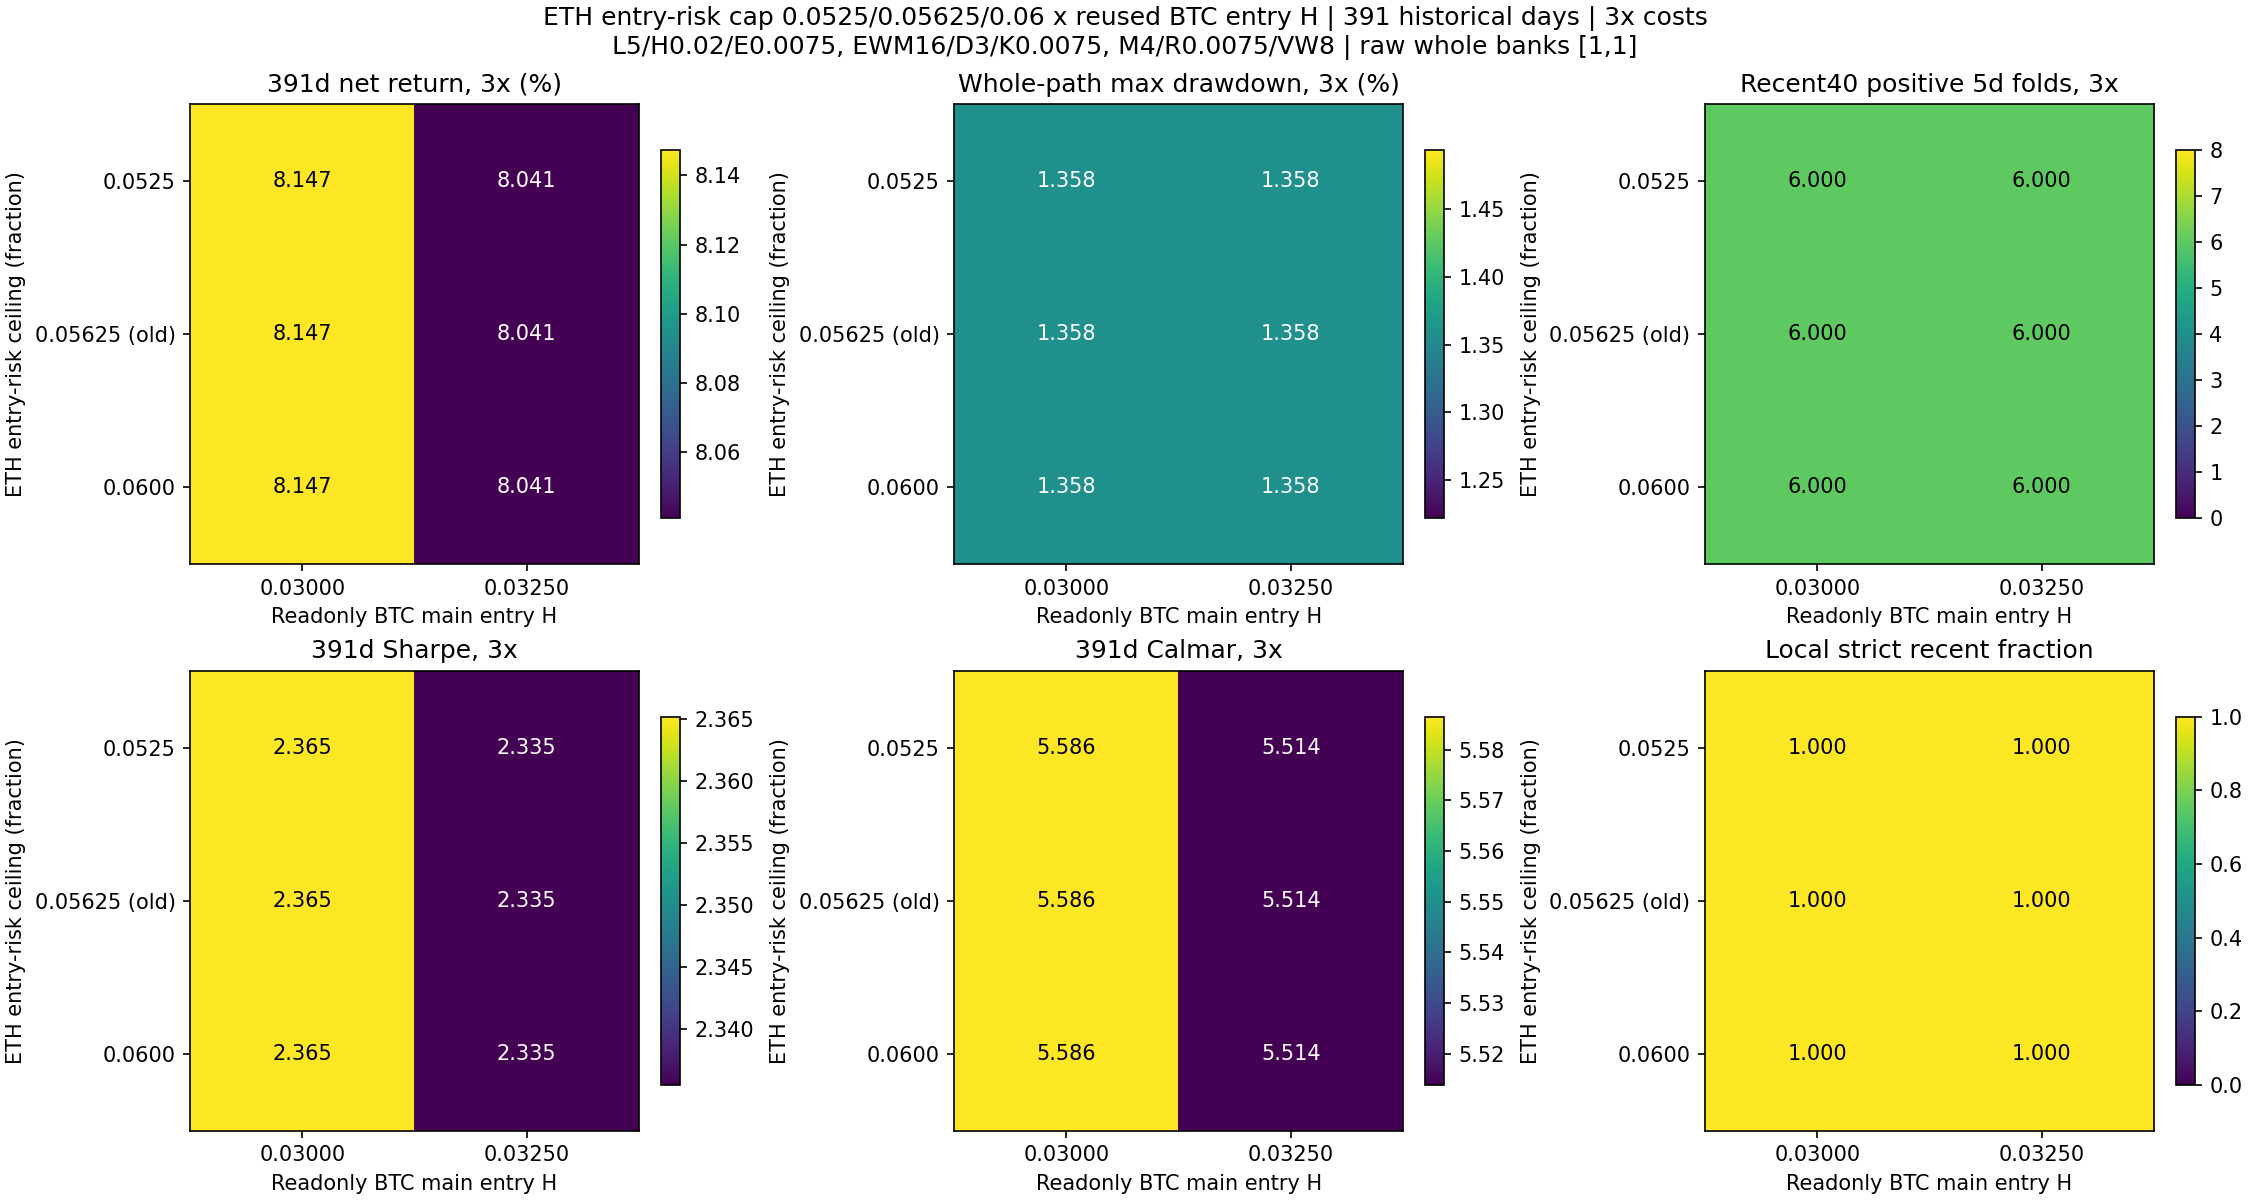 ETH entry-risk cap 0.0525/0.05625/0.06 x reused BTC entry H | 391 historical days | 3x costs
L5/H0.02/E0.0075, EWM16/D3/K0.0075, M4/R0.0075/VW8 | raw whole banks [1,1]
391d net return, 3x (%)
ETH entry-risk ceiling (fraction)
0.0525
0.05625 (old)
0.0600
8.147 8.041
8.147 8.041
8.147 8.041
0.03000 0.03250
Readonly BTC main entry H
8.14
8.12
8.10
8.08
8.06
Whole-path max drawdown, 3x (%)
ETH entry-risk ceiling (fraction)
0.0525
0.05625 (old)
0.0600
1.358 1.358
1.358 1.358
1.358 1.358
0.03000 0.03250
Readonly BTC main entry H
1.45
1.40
1.35
1.30
1.25
Recent40 positive 5d folds, 3x
ETH entry-risk ceiling (fraction)
0.0525
0.05625 (old)
0.0600
6.000 6.000
6.000 6.000
6.000 6.000
0.03000 0.03250
Readonly BTC main entry H
8
7
6
5
4
3
2
1
0
391d Sharpe, 3x
ETH entry-risk ceiling (fraction)
0.0525
0.05625 (old)
0.0600
2.365 2.335
2.365 2.335
2.365 2.335
0.03000 0.03250
Readonly BTC main entry H
2.365
2.360
2.355
2.350
2.345
2.340
391d Calmar, 3x
ETH entry-risk ceiling (fraction)
0.0525
0.05625 (old)
0.0600
5.586 5.514
5.586 5.514
5.586 5.514
0.03000 0.03250
Readonly BTC main entry H
5.58
5.57
5.56
5.55
5.54
5.53
5.52
Local strict recent fraction
ETH entry-risk ceiling (fraction)
0.0525
0.05625 (old)
0.0600
1.000 1.000
1.000 1.000
1.000 1.000
0.03000 0.03250
Readonly BTC main entry H
1.0
0.8
0.6
0.4
0.2
0.0